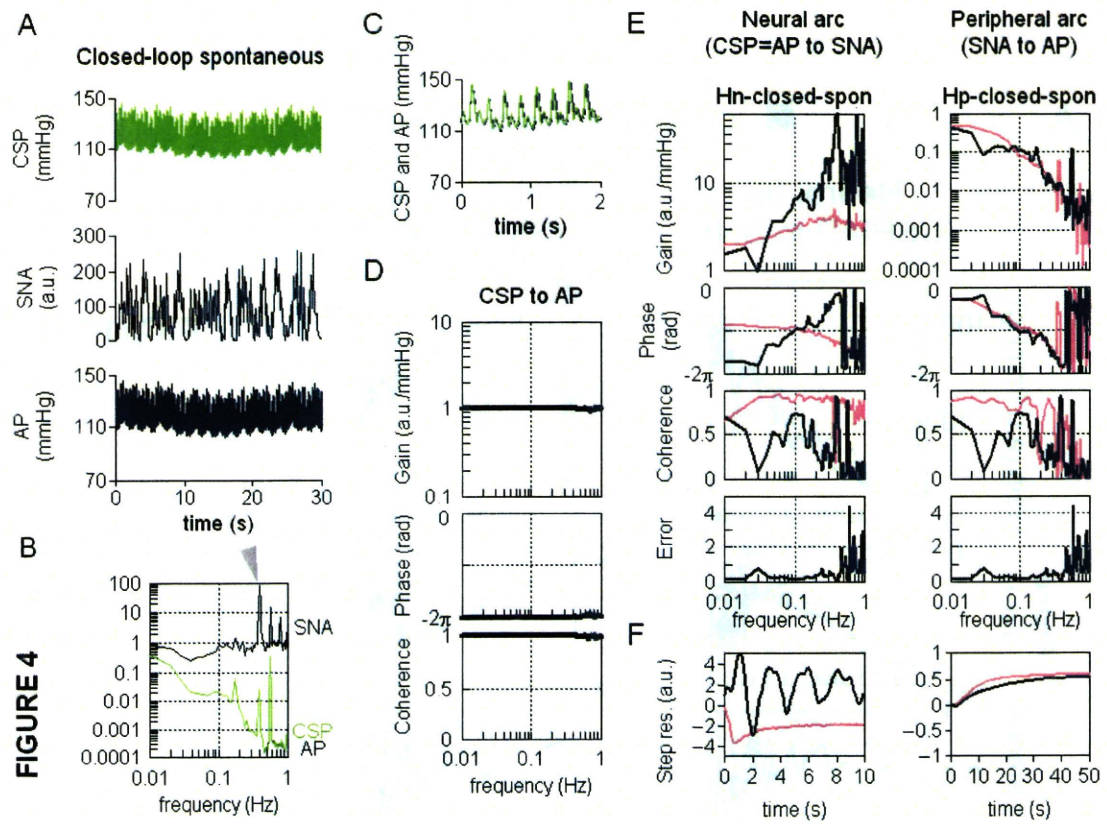 A
Closed-loop spontaneous
150
110
70
CSP
(mmHg)
300
200
100
0
SNA
(a.u.)
150
110
70
AP
(mmHg)
0 10 20 30
time (s)
B
100
10
1
0.1
0.01
0.001
0.0001
SNA
CSP
AP
0.01 0.1 1
frequency (Hz)
FIGURE 4
C
CSP and AP (mmHg)
150
110
70
0 1 2
time (s)
D
CSP to AP
Gain (a.u./mmHg)
10
1
0 1
Phase (rad)
0
-2π
Coherence
1
0 5
0
0.01 0.1 1
frequency (Hz)
E
Neural arc
(CSP=AP to SNA)
Peripheral arc
(SNA to AP)
Hn-closed-spon
Hp-closed-spon
Gain (a.u./mmHg)
10
1
1
0.1
0.01
0.001
0.0001
Phase
(rad)
0
-2π
0
-2π
Coherence
1
0.5
0
1
0.5
0
Error
4
2
0
4
2
0
0.01 0.1 1
frequency (Hz)
0.01 0.1 1
frequency (Hz)
F
Step res. (a.u.)
4
2
0
−2
−4
0 2 4 6 8 10
time (s)
1
0.5
0
−0.5
−1
0 10 20 30 40 50
time (s)